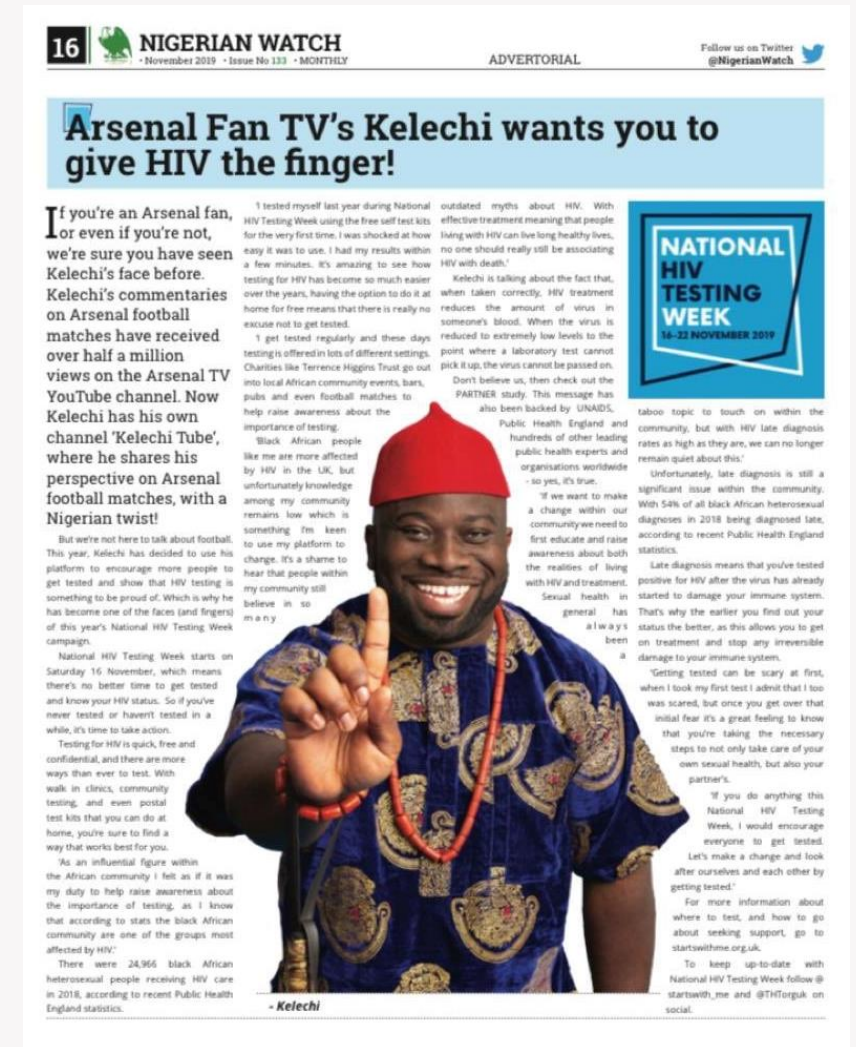 16
NIGERIAN WATCH
• November 2019 • Issue No 133 • MONTHLY
ADVERTORIAL
Follow us on Twitter
@NigerianWatch
Arsenal Fan TV's Kelechi wants you to
give HIV the finger!
If you're an Arsenal fan,
or even if you're not,
we're sure you have seen
Kelechi's face before.
Kelechi's commentaries
on Arsenal football
matches have received
over half a million
views on the Arsenal TV
YouTube channel. Now
Kelechi has his own
channel 'Kelechi Tube',
where he shares his
perspective on Arsenal
football matches, with a
Nigerian twist!
But we're not here to talk about football.
This year, Kelechi has decided to use his
platform to encourage more people to
get tested and show that HIV testing is
something to be proud of. Which is why he
has become one of the faces (and fingers)
of this year's National HIV Testing Week
campaign.
National HIV Testing Week starts on
Saturday 16 November, which means
there's no better time to get tested
and know your HIV status. So if you've
never tested or haven't tested in a
while, it's time to take action.
Testing for HIV is quick, free and
confidential, and there are more
ways than ever to test. With
walk in clinics, community
testing, and even postal
test kits that you can do at
home, you're sure to find a
way that works best for you.
'As an influential figure within
the African community I felt as if it was
my duty to help raise awareness about
the importance of testing, as I know
that according to stats the black African
community are one of the groups most
affected by HIV.'
There were 24,966 black African
heterosexual people receiving HIV care
in 2018, according to recent Public Health
England statistics.
'I tested myself last year during National
HIV Testing Week using the free self test kits
for the very first time. I was shocked at how
easy it was to use. I had my results within
a few minutes. It's amazing to see how
testing for HIV has become so much easier
over the years, having the option to do it at
home for free means that there is really no
excuse not to get tested.
'I get tested regularly and these days
testing is offered in lots of different settings.
Charities like Terrence Higgins Trust go out
into local African community events, bars,
pubs and even football matches to
help raise awareness about the
importance of testing.
'Black African people
like me are more affected
by HIV in the UK, but
unfortunately knowledge
among my community
remains low which is
something I'm keen
to use my platform to
change. It's a shame to
hear that people within
my community still
believe in so
many
outdated myths about HIV. With
effective treatment meaning that people
living with HIV can live long healthy lives,
no one should really still be associating
HIV with death.'
Kelechi is talking about the fact that,
when taken correctly, HIV treatment
reduces the amount of virus in
someone's blood. When the virus is
reduced to extremely low levels to the
point where a laboratory test cannot
pick it up, the virus cannot be passed on.
Don't believe us, then check out the
PARTNER study. This message has
also been backed by UNAIDS,
Public Health England and
hundreds of other leading
public health experts and
organisations worldwide
- so yes, it's true.
'If we want to make
a change within our
community we need to
first educate and raise
awareness about both
the realities of living
with HIV and treatment.
Sexual health in
general has
always
been
a
NATIONAL
HIV
TESTING
WEEK
16–22 NOVEMBER 2019
taboo topic to touch on within the
community, but with HIV late diagnosis
rates as high as they are, we can no longer
remain quiet about this.'
Unfortunately, late diagnosis is still a
significant issue within the community.
With 54% of all black African heterosexual
diagnoses in 2018 being diagnosed late,
according to recent Public Health England
statistics.
Late diagnosis means that you've tested
positive for HIV after the virus has already
started to damage your immune system.
That's why the earlier you find out your
status the better, as this allows you to get
on treatment and stop any irreversible
damage to your immune system.
'Getting tested can be scary at first,
when I took my first test I admit that I too
was scared, but once you get over that
initial fear it's a great feeling to know
that you're taking the necessary
steps to not only take care of your
own sexual health, but also your
partner's.
'If you do anything this
National HIV Testing
Week, I would encourage
everyone to get tested.
Let's make a change and look
after ourselves and each other by
getting tested.'
For more information about
where to test, and how to go
about seeking support, go to
startswithme.org.uk.
To keep up-to-date with
National HIV Testing Week follow @
startswith_me and @THTorguk on
social.
- Kelechi